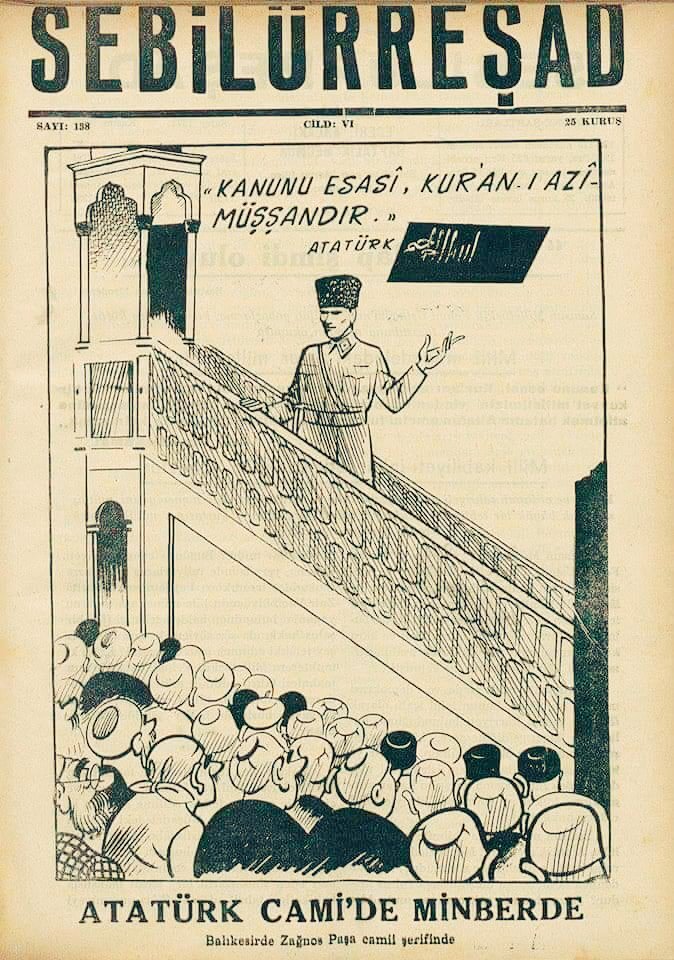 SEBİLÜRREŞAD
SAYI: 138 CİLD: VI 25 KURUŞ
« KANUNU ESASÎ, KUR'AN-I AZÎ-
MÜŞŞANDIR. »
ATATÜRK
ATATÜRK CAMİ'DE MİNBERDE
Balıkesirde Zağnos Paşa camii şerifinde